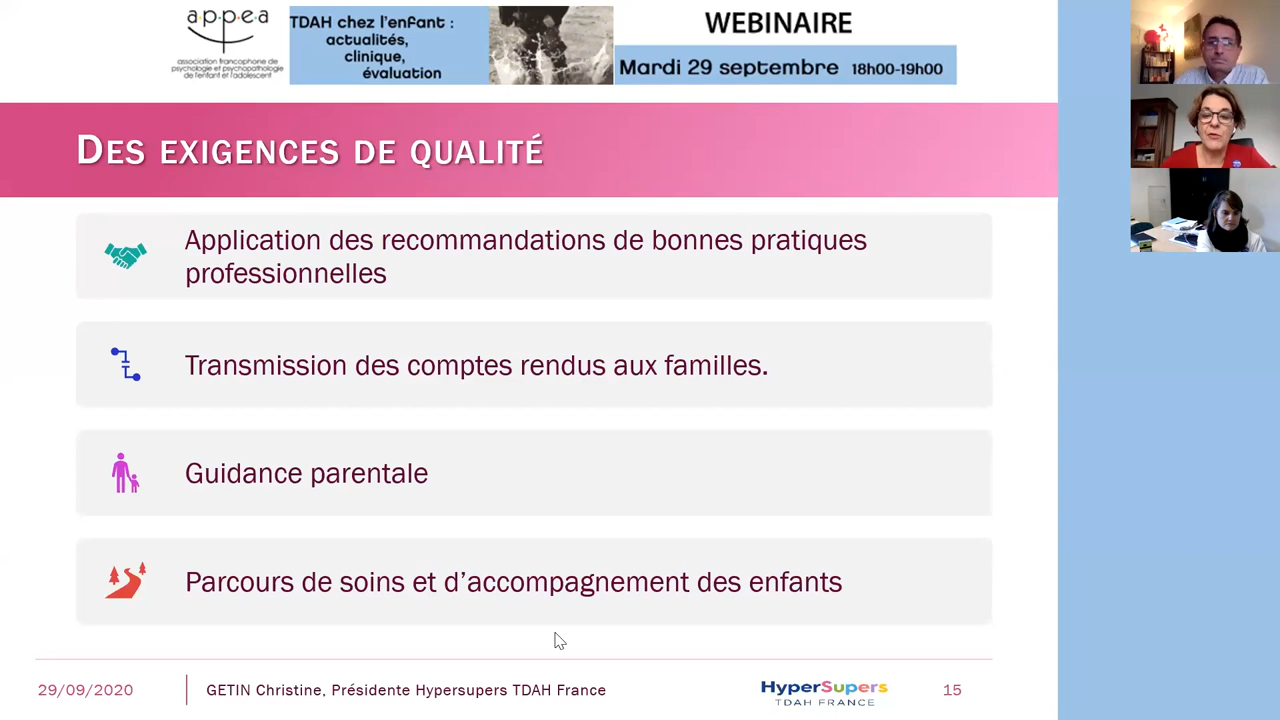 appea
association francophone de
psychologie et psychopathologie
de l'enfant et l'adolescent
TDAH chez l'enfant :
actualités,
clinique,
évaluation
WEBINAIRE
Mardi 29 septembre 18h00-19h00
DES EXIGENCES DE QUALITÉ
Application des recommandations de bonnes pratiques
professionnelles
Transmission des comptes rendus aux familles.
Guidance parentale
Parcours de soins et d'accompagnement des enfants
29/09/2020
GETIN Christine, Présidente Hypersupers TDAH France
HyperSupers
TDAH FRANCE
15